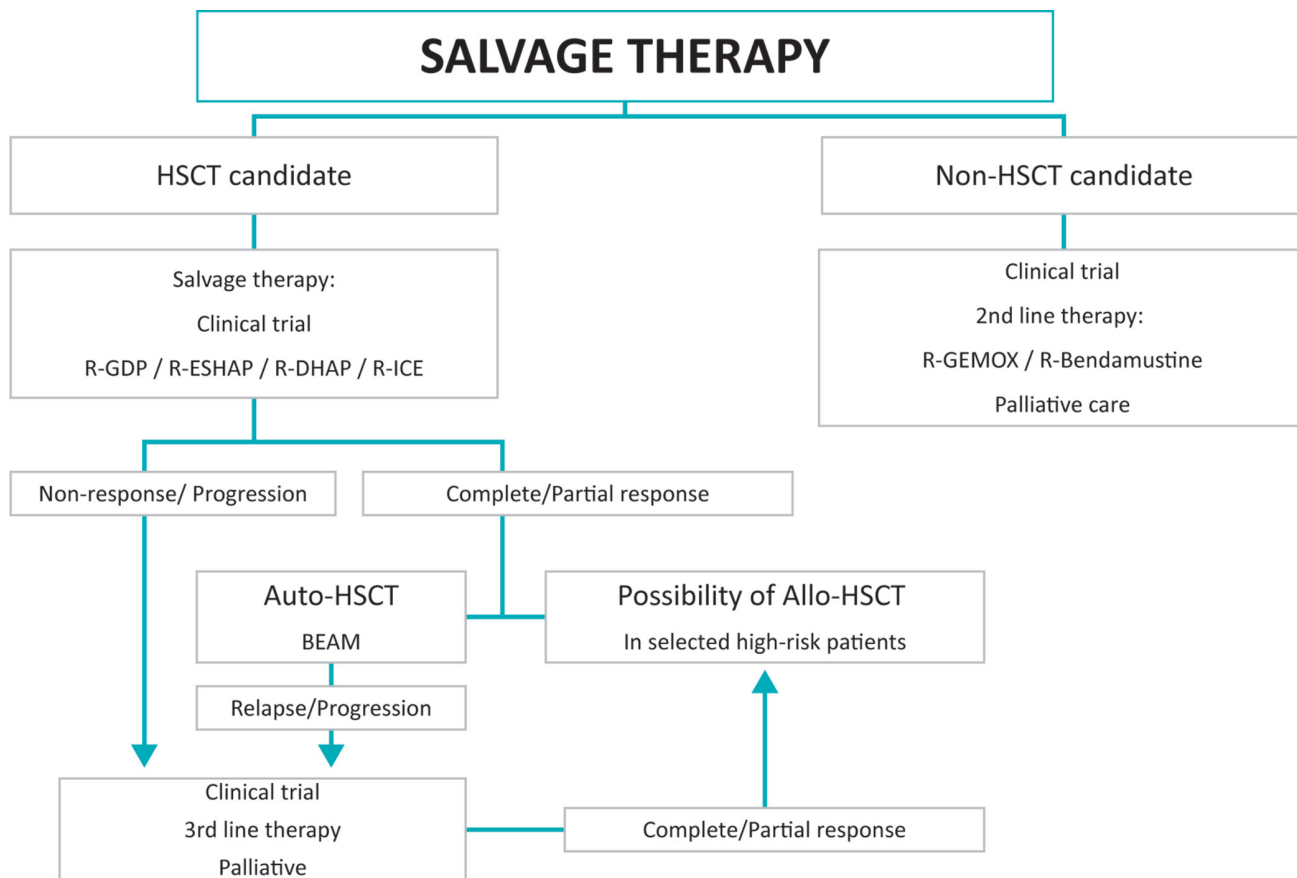 SALVAGE THERAPY
HSCT candidate
Non-HSCT candidate
Salvage therapy:
Clinical trial
R-GDP / R-ESHAP / R-DHAP / R-ICE
Clinical trial
2nd line therapy:
R-GEMOX / R-Bendamustine
Palliative care
Non-response/ Progression
Complete/Partial response
Auto-HSCT
BEAM
Possibility of Allo-HSCT
In selected high-risk patients
Relapse/Progression
Clinical trial
3rd line therapy
Palliative
Complete/Partial response